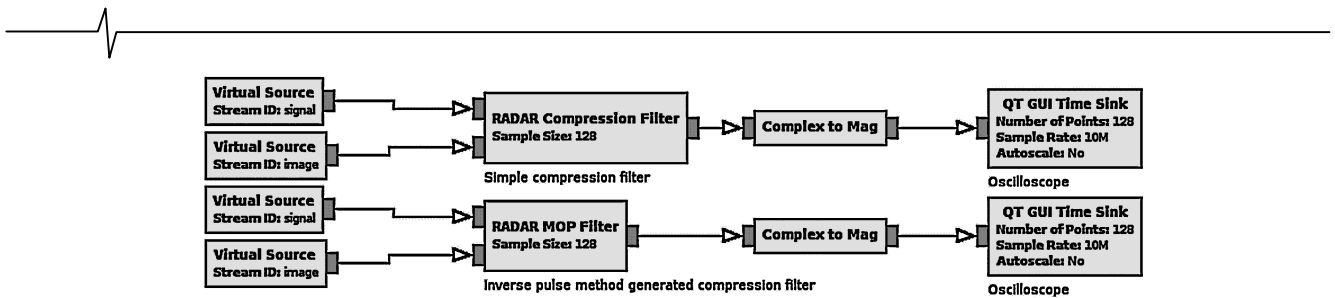 Virtual Source
Stream ID: signal
Virtual Source
Stream ID: image
RADAR Compression Filter
Sample Size: 128
Simple compression filter
Complex to Mag
QT GUI Time Sink
Number of Points: 128
Sample Rate: 10M
Autoscale: No
Oscilloscope
Virtual Source
Stream ID: signal
Virtual Source
Stream ID: image
RADAR MOP Filter
Sample Size: 128
Inverse pulse method generated compression filter
Complex to Mag
QT GUI Time Sink
Number of Points: 128
Sample Rate: 10M
Autoscale: No
Oscilloscope